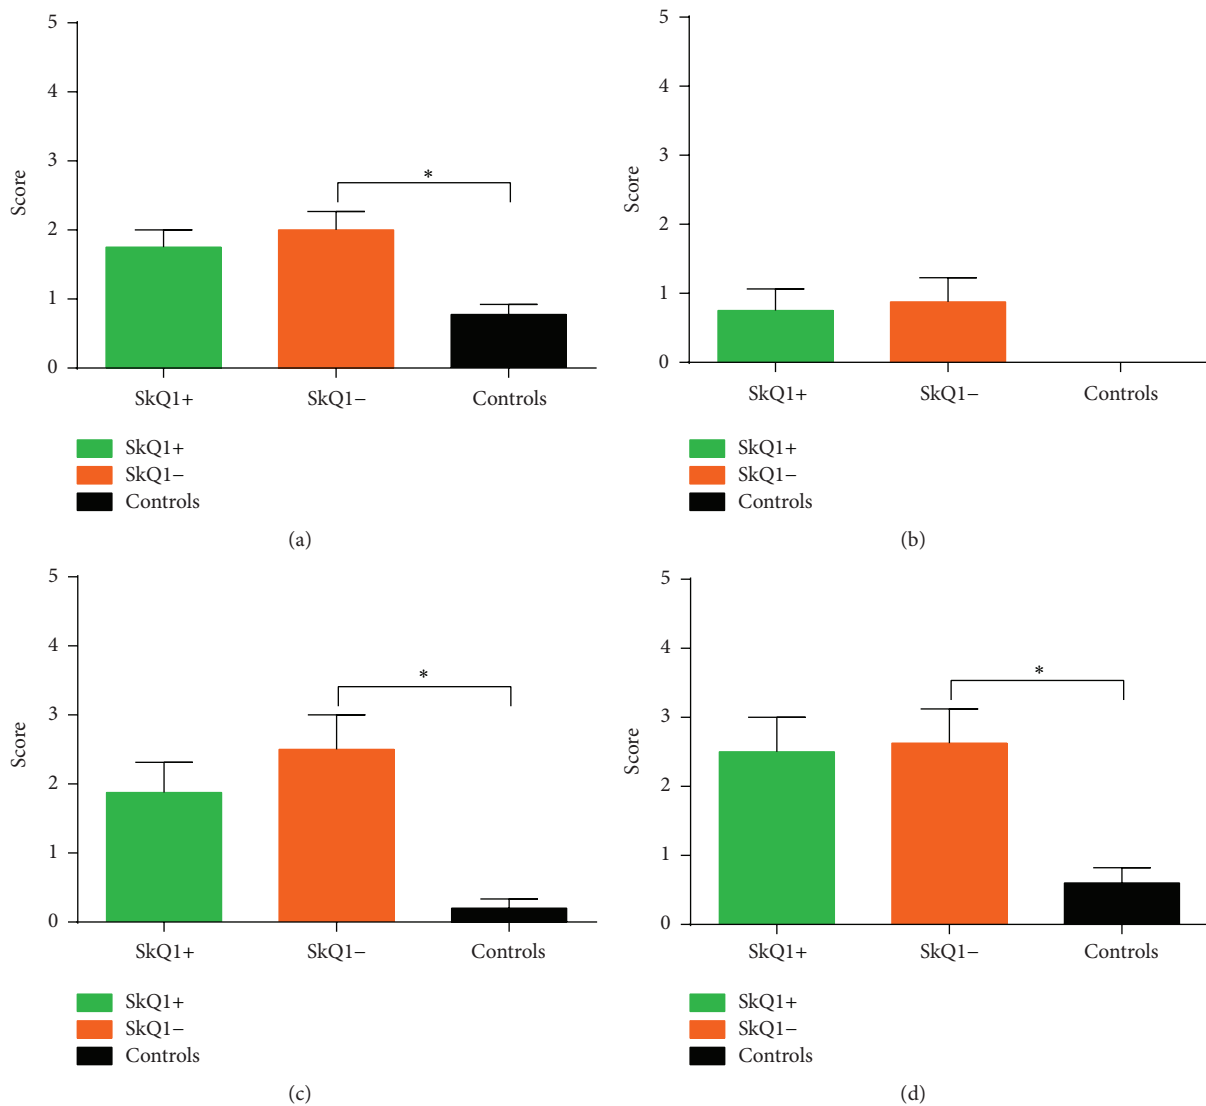 5
4
3
2
1
0
Score
*
SkQ1+ SkQ1− Controls
SkQ1+
SkQ1−
Controls
(a)
5
4
3
2
1
0
Score
SkQ1+ SkQ1− Controls
SkQ1+
SkQ1−
Controls
(b)
5
4
3
2
1
0
Score
*
SkQ1+ SkQ1− Controls
SkQ1+
SkQ1−
Controls
(c)
5
4
3
2
1
0
Score
*
SkQ1+ SkQ1− Controls
SkQ1+
SkQ1−
Controls
(d)